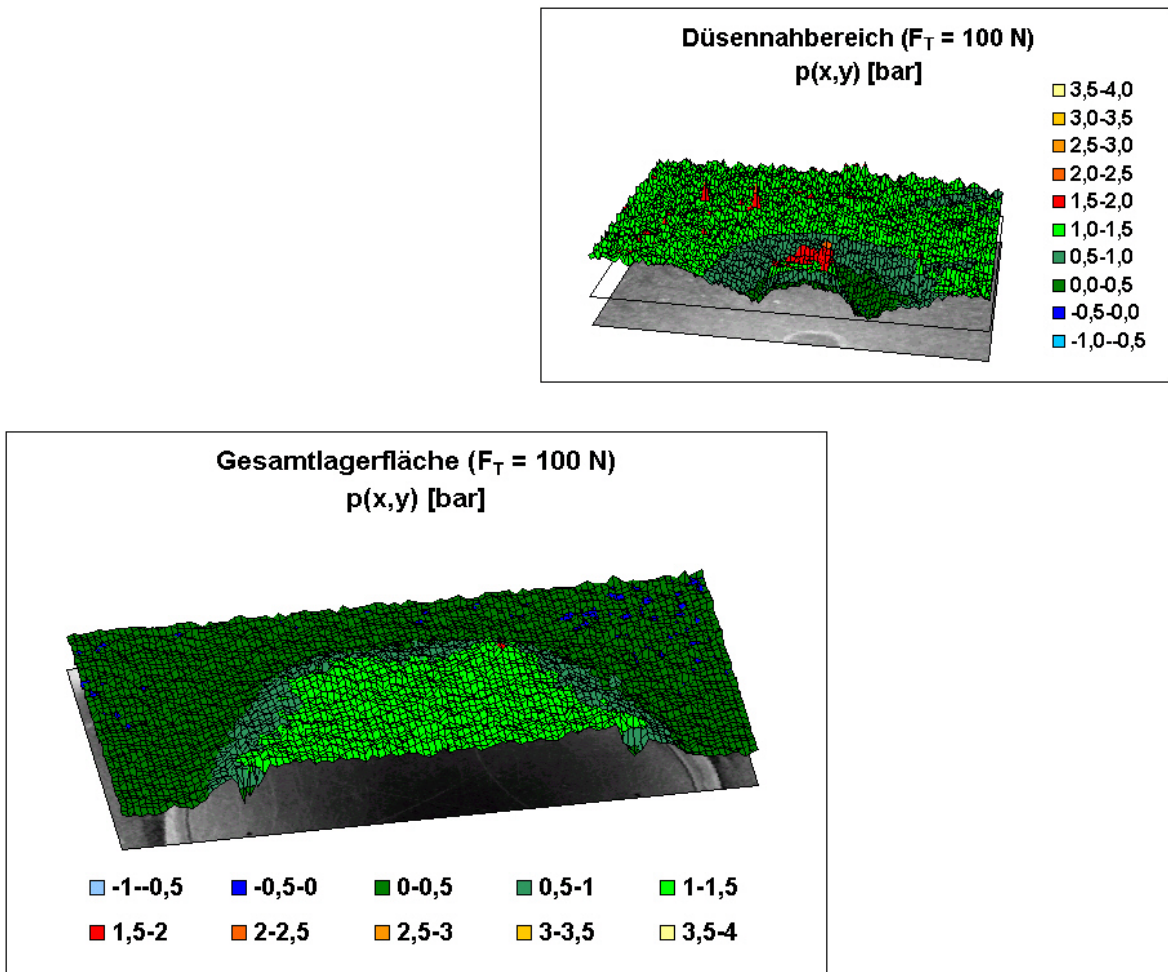 Düsennahbereich (F_T = 100 N)
p(x,y) [bar]
3,5-4,0
3,0-3,5
2,5-3,0
2,0-2,5
1,5-2,0
1,0-1,5
0,5-1,0
0,0-0,5
-0,5-0,0
-1,0--0,5
Gesamtlagerfläche (F_T = 100 N)
p(x,y) [bar]
-1--0,5 -0,5-0 0-0,5 0,5-1 1-1,5
1,5-2 2-2,5 2,5-3 3-3,5 3,5-4